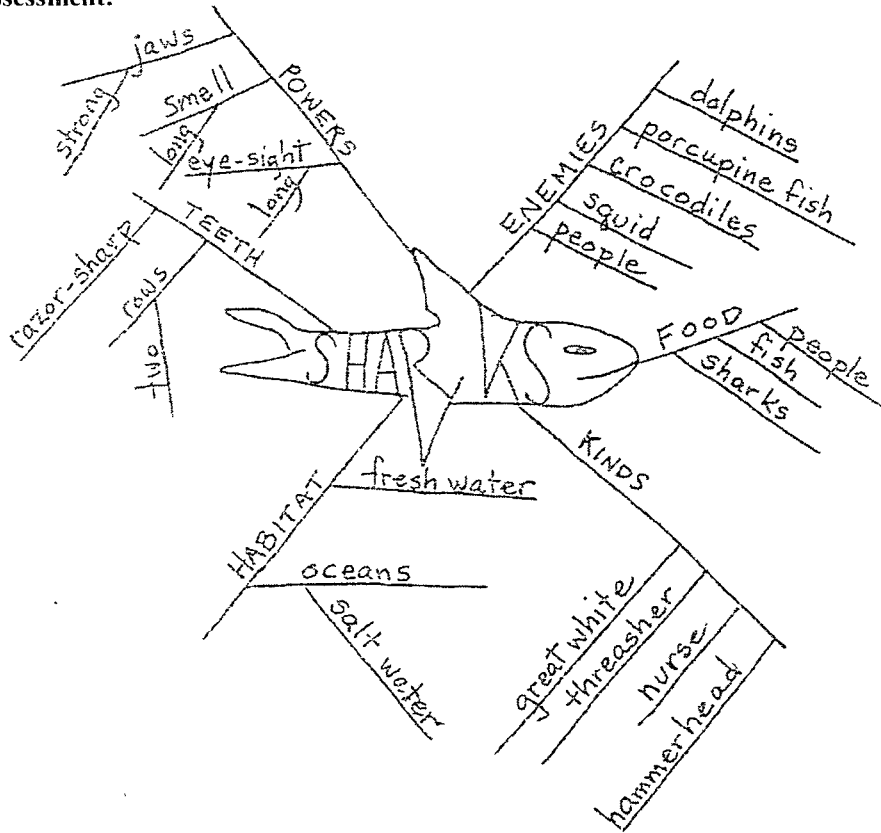 ssessment:
POWERS
jaws
strong
smell
long
eye-sight
long
TEETH
razor-sharp
rows
two
SHARKS
ENEMIES
dolphins
porcupine fish
crocodiles
squid
people
FOOD
people
fish
sharks
KINDS
great white
threasher
nurse
hammerhead
HABITAT
fresh water
oceans
salt water